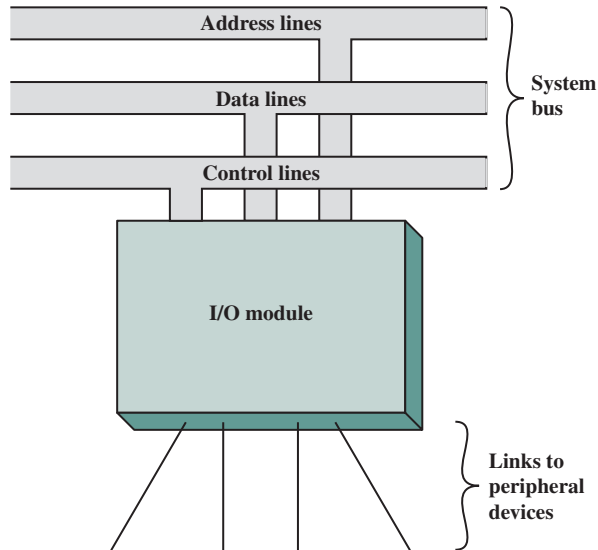 Address lines
Data lines
System
bus
Control lines
I/O module
Links to
peripheral
devices